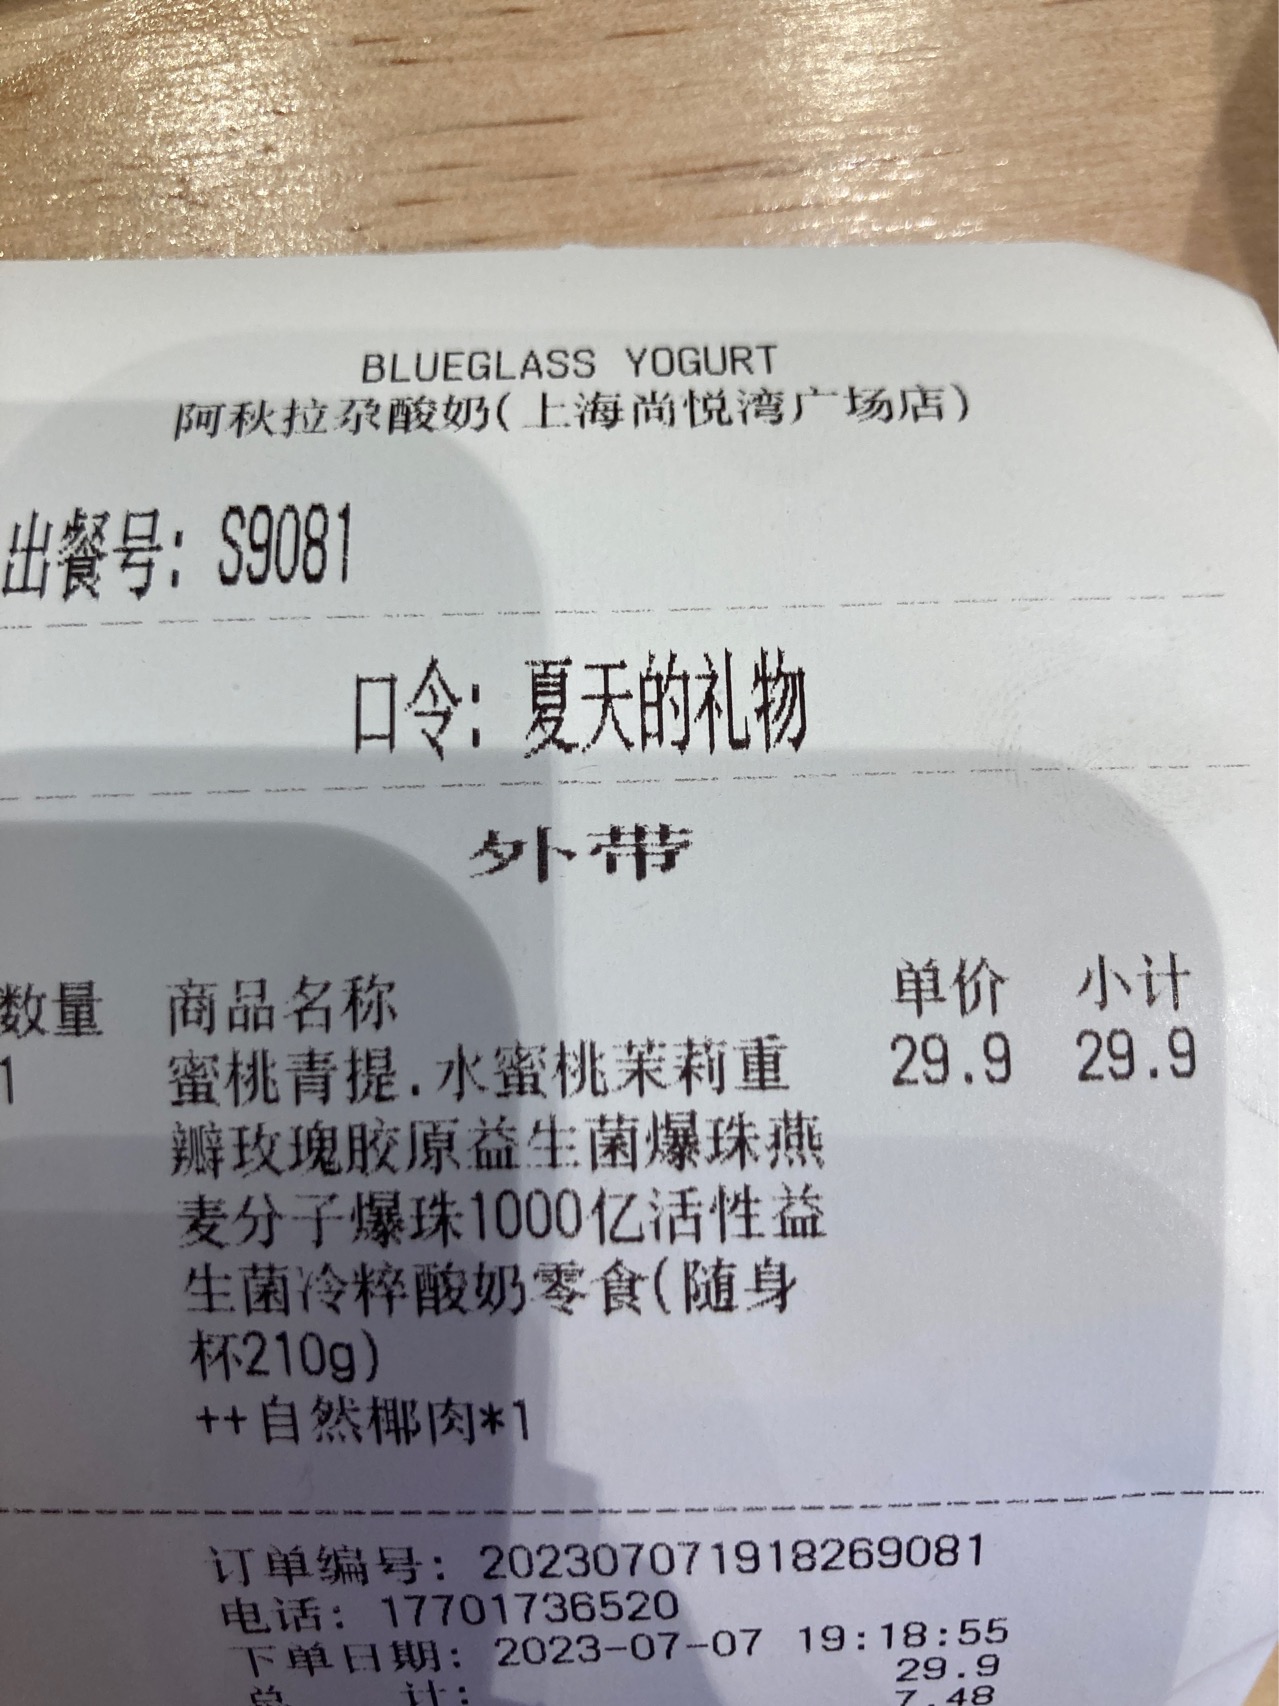 BLUEGLASS YOGURT
阿秋拉尕酸奶(上海尚悦湾广场店)
出餐号: S9081
口令: 夏天的礼物
外带
数量 商品名称 单价 小计
1 蜜桃青提.水蜜桃茉莉重 29.9 29.9
瓣玫瑰胶原益生菌爆珠燕
麦分子爆珠1000亿活性益
生菌冷粹酸奶零食(随身
杯210g)
++自然椰肉*1
订单编号: 202307071918269081
电话: 17701736520
下单日期: 2023-07-07 19:18:55
29.9
总 计: 7.48